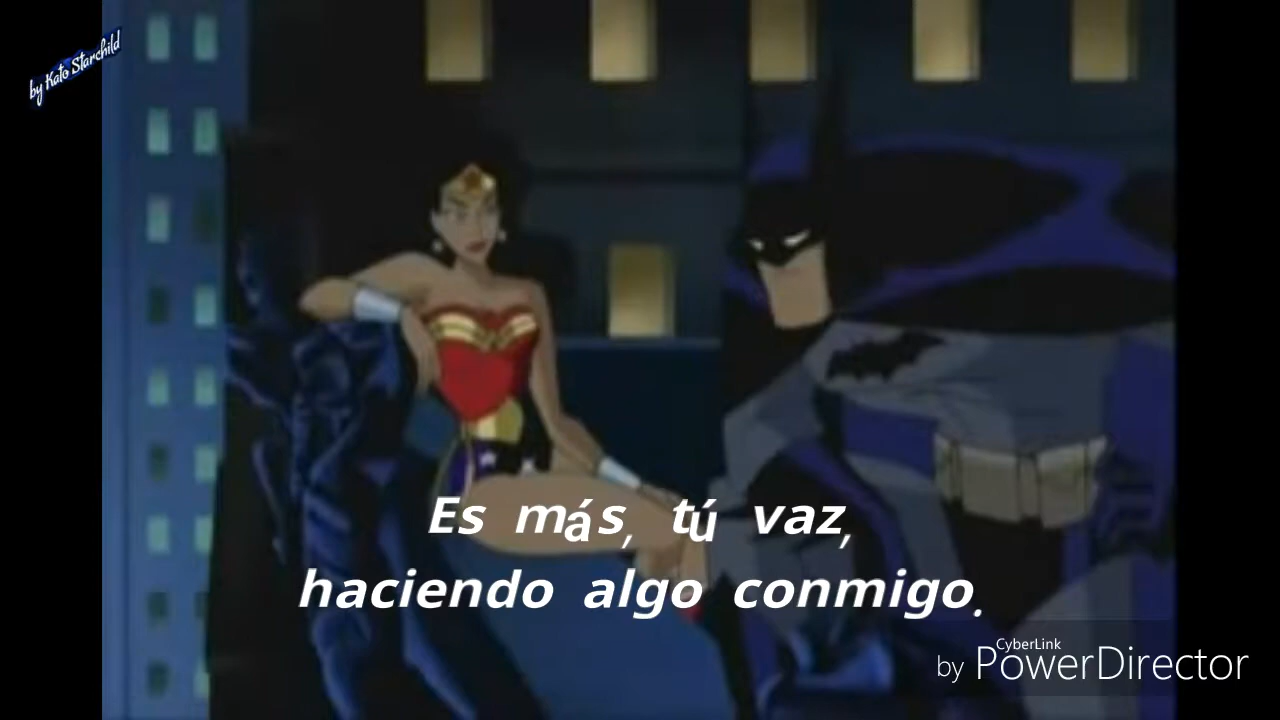 by Kato Starchild
Es más, tú vaz,
haciendo algo conmigo.
CyberLink
by PowerDirector